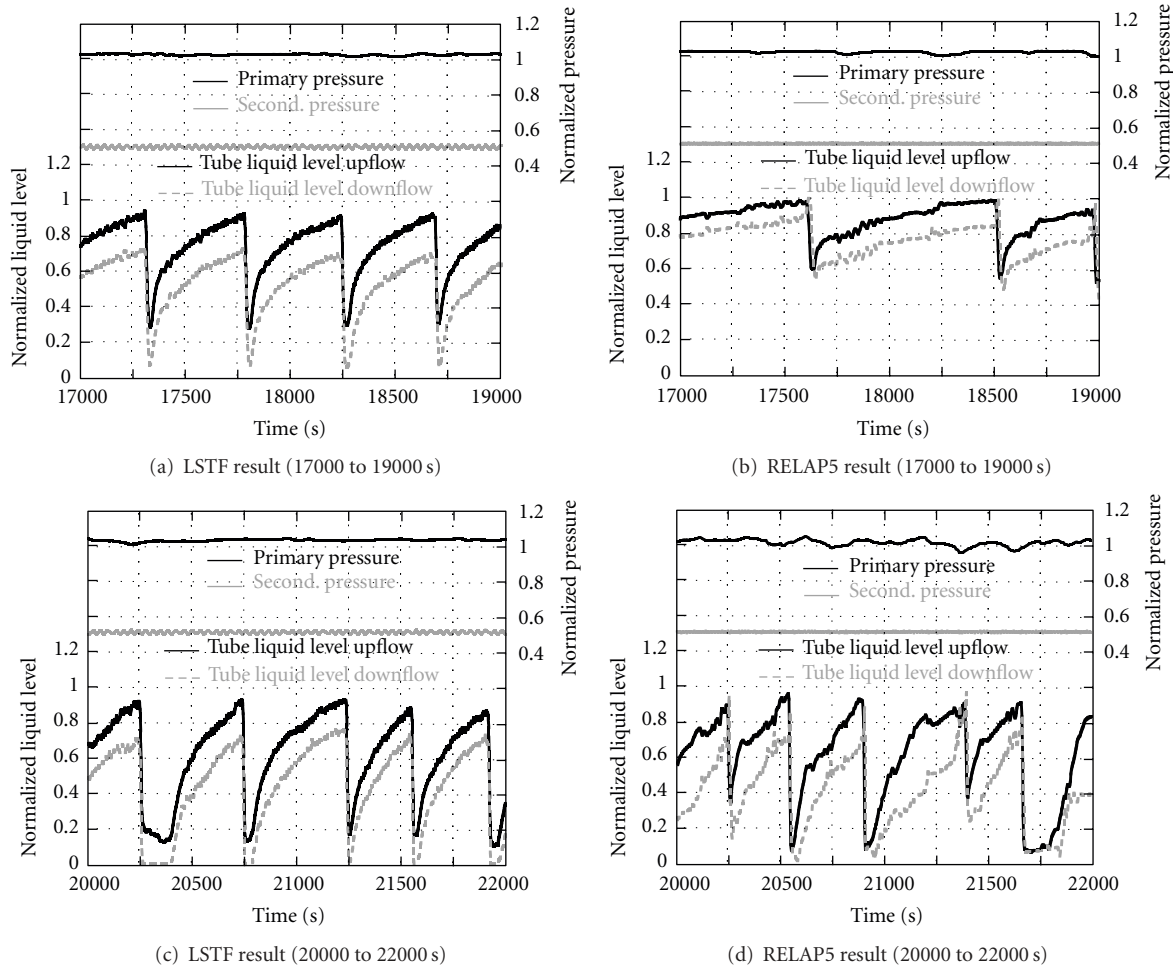 1.2
1
0.8
0.6
0.4
Normalized pressure
Primary pressure
Second. pressure
Tube liquid level upflow
Tube liquid level downflow
1.2
1
0.8
0.6
0.4
0.2
0
Normalized liquid level
17000 17500 18000 18500 19000
Time (s)
(a) LSTF result (17000 to 19000 s)
1.2
1
0.8
0.6
0.4
Normalized pressure
Primary pressure
Second. pressure
Tube liquid level upflow
Tube liquid level downflow
1.2
1
0.8
0.6
0.4
0.2
0
Normalized liquid level
17000 17500 18000 18500 19000
Time (s)
(b) RELAP5 result (17000 to 19000 s)
1.2
1
0.8
0.6
0.4
Normalized pressure
Primary pressure
Second. pressure
Tube liquid level upflow
Tube liquid level downflow
1.2
1
0.8
0.6
0.4
0.2
0
Normalized liquid level
20000 20500 21000 21500 22000
Time (s)
(c) LSTF result (20000 to 22000 s)
1.2
1
0.8
0.6
0.4
Normalized pressure
Primary pressure
Second. pressure
Tube liquid level upflow
Tube liquid level downflow
1.2
1
0.8
0.6
0.4
0.2
0
Normalized liquid level
20000 20500 21000 21500 22000
Time (s)
(d) RELAP5 result (20000 to 22000 s)